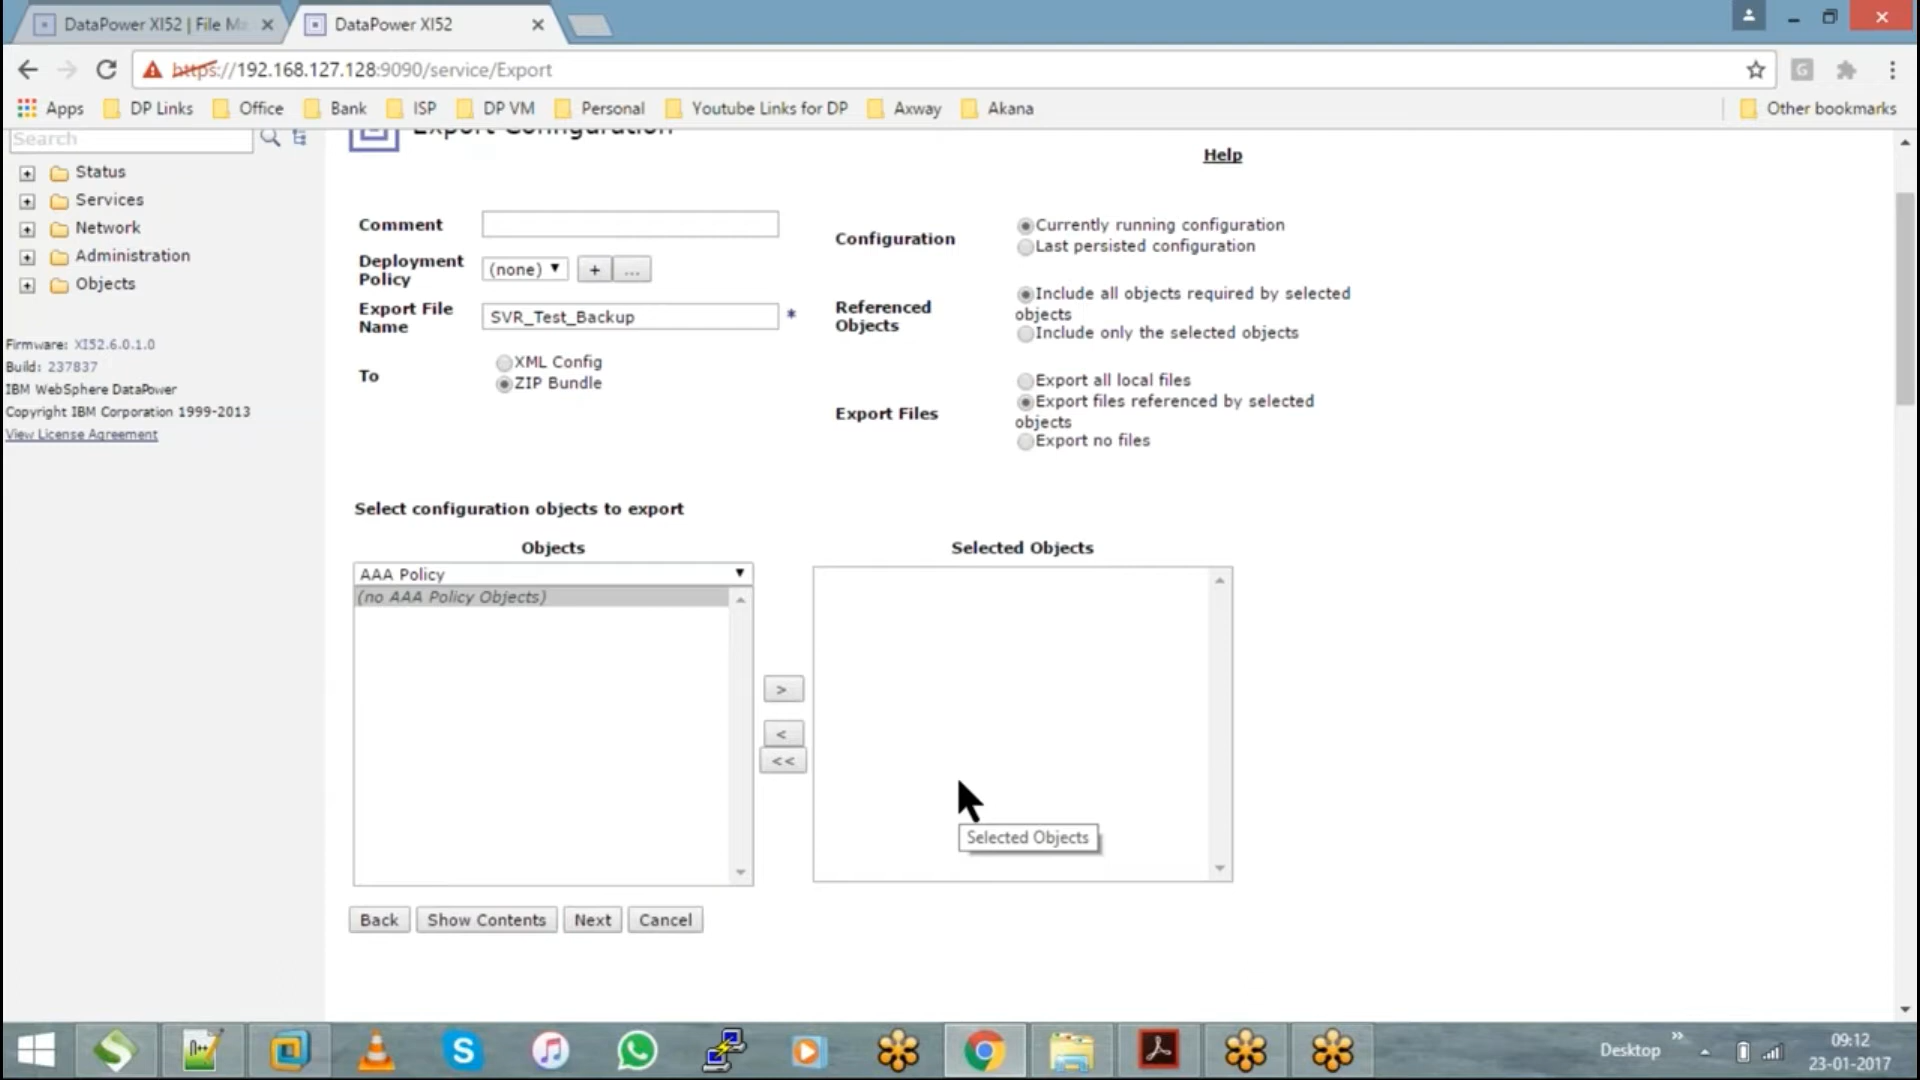 DataPower XI52 | File Ma
DataPower XI52
https://192.168.127.128:9090/service/Export
Apps
DP Links
Office
Bank
ISP
DP VM
Personal
Youtube Links for DP
Axway
Akana
Other bookmarks
Search
Export Configuration
Help
Status
Services
Network
Administration
Objects
Firmware: XI52.6.0.1.0
Build: 237837
IBM WebSphere DataPower
Copyright IBM Corporation 1999-2013
View License Agreement
Comment
Deployment
Policy
(none)
+
...
Export File
Name
SVR_Test_Backup
*
To
XML Config
ZIP Bundle
Configuration
Currently running configuration
Last persisted configuration
Referenced
Objects
Include all objects required by selected
objects
Include only the selected objects
Export Files
Export all local files
Export files referenced by selected
objects
Export no files
Select configuration objects to export
Objects
Selected Objects
AAA Policy
(no AAA Policy Objects)
>
<
<<
Selected Objects
Back
Show Contents
Next
Cancel
Desktop
09:12
23-01-2017